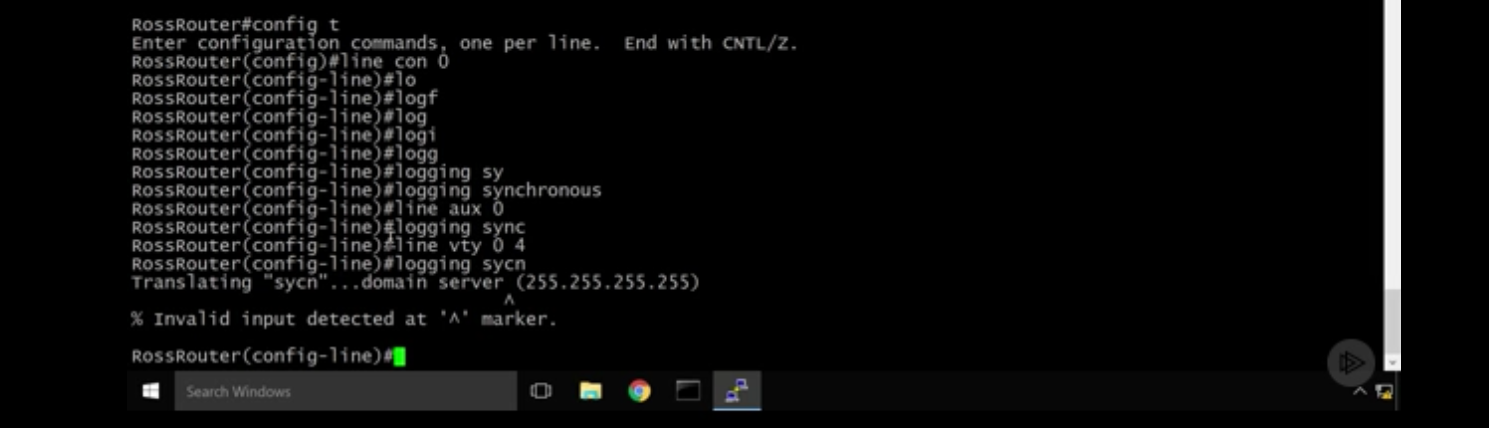 RossRouter#config t
Enter configuration commands, one per line.  End with CNTL/Z.
RossRouter(config)#line con 0
RossRouter(config-line)#lo
RossRouter(config-line)#logf
RossRouter(config-line)#log
RossRouter(config-line)#logi
RossRouter(config-line)#logg
RossRouter(config-line)#logging sy
RossRouter(config-line)#logging synchronous
RossRouter(config-line)#line aux 0
RossRouter(config-line)#logging sync
RossRouter(config-line)#line vty 0 4
RossRouter(config-line)#logging sycn
Translating "sycn"...domain server (255.255.255.255)
^
% Invalid input detected at '^' marker.
RossRouter(config-line)#
Search Windows